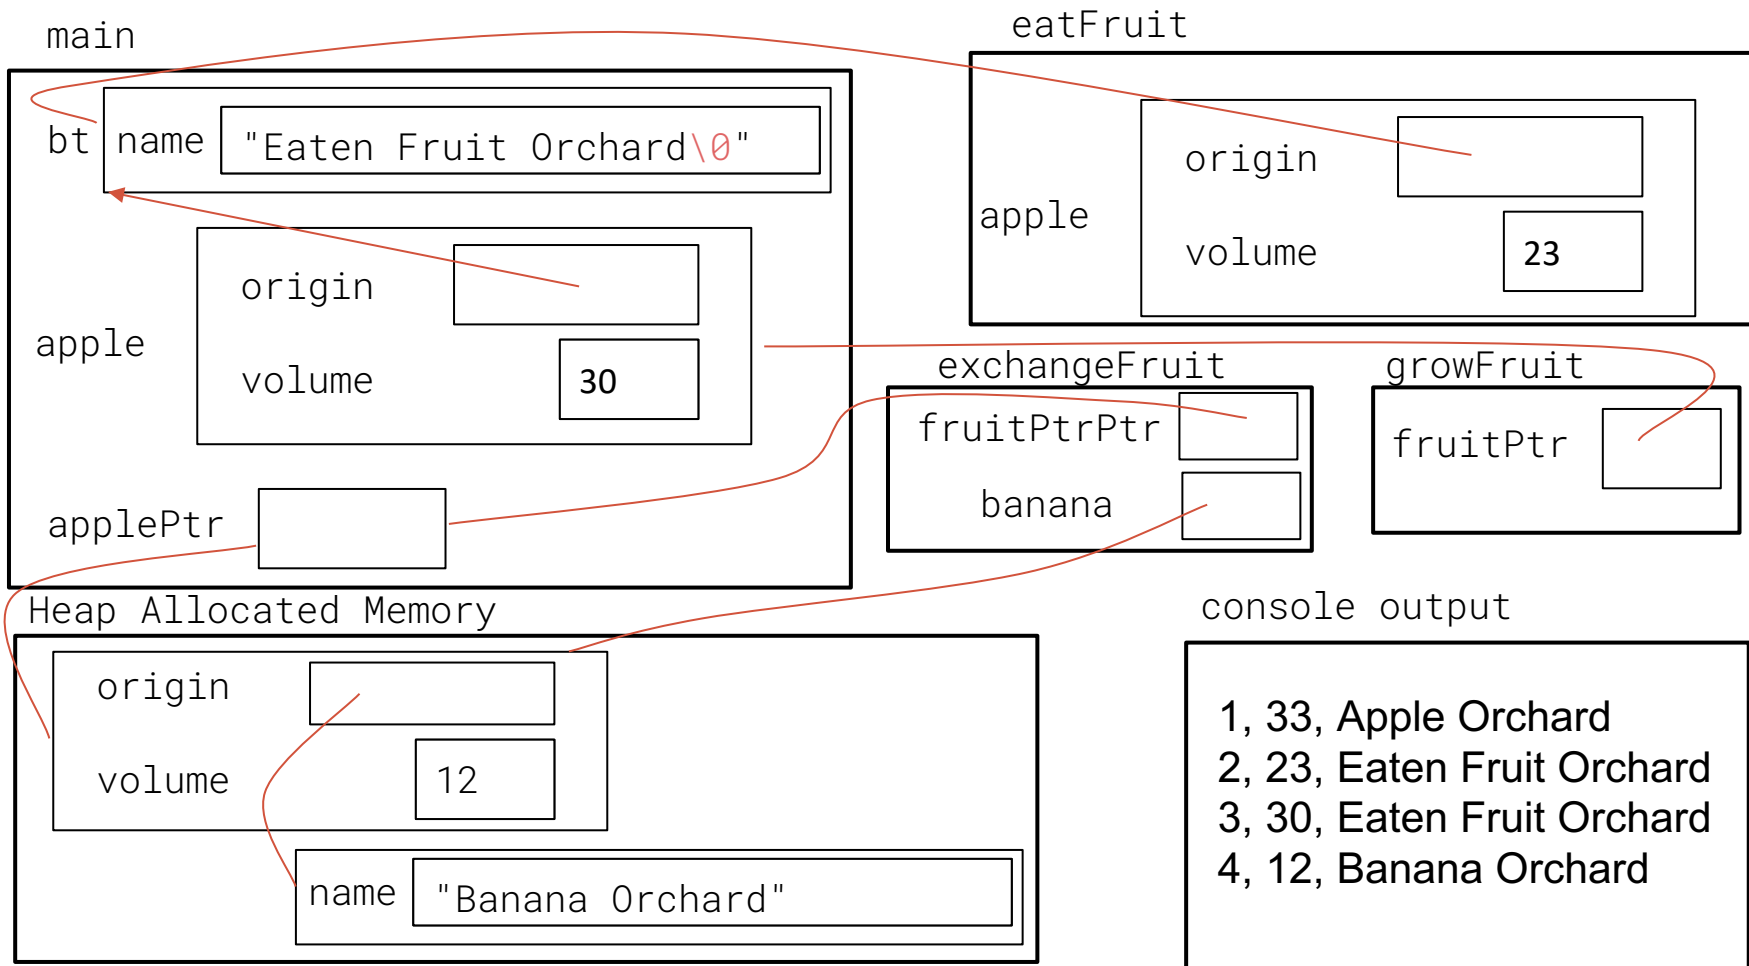 main
bt name "Eaten Fruit Orchard\0"
apple
origin
volume 30
applePtr
eatFruit
apple
origin
volume 23
exchangeFruit
fruitPtrPtr
banana
growFruit
fruitPtr
Heap Allocated Memory
origin
volume 12
name "Banana Orchard"
console output
1, 33, Apple Orchard
2, 23, Eaten Fruit Orchard
3, 30, Eaten Fruit Orchard
4, 12, Banana Orchard